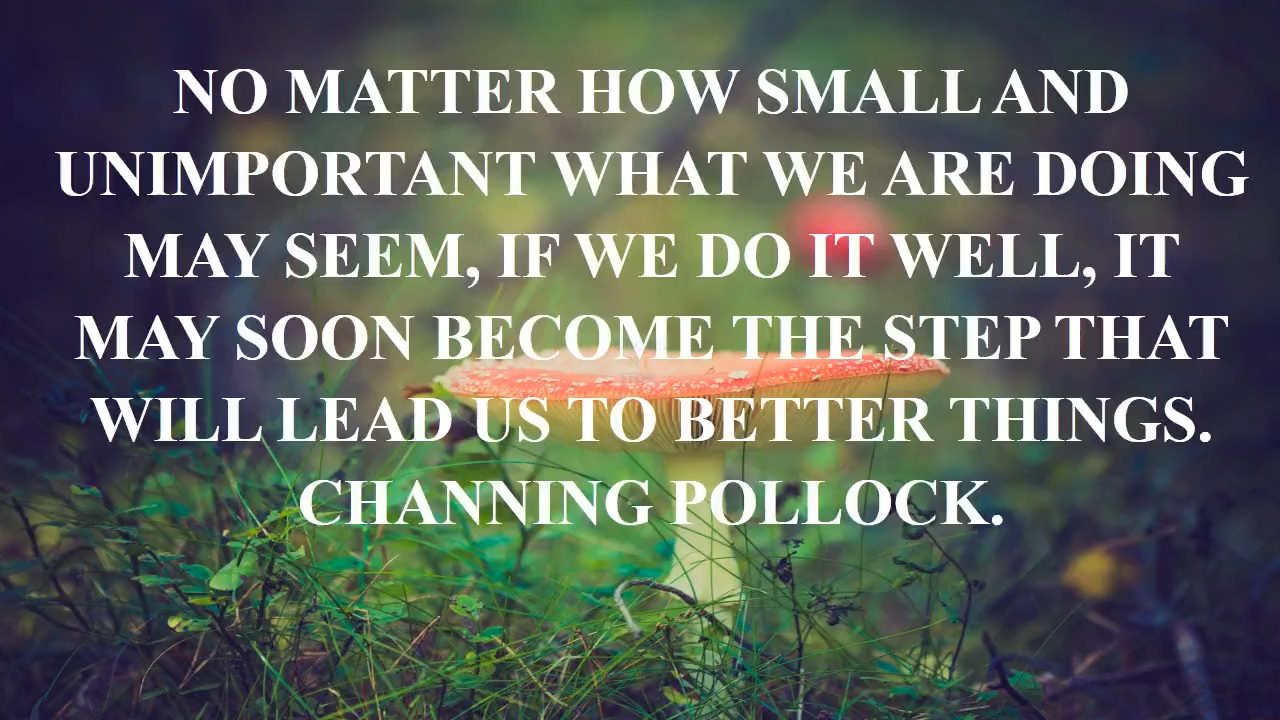 NO MATTER HOW SMALL AND
UNIMPORTANT WHAT WE ARE DOING
MAY SEEM, IF WE DO IT WELL, IT
MAY SOON BECOME THE STEP THAT
WILL LEAD US TO BETTER THINGS.
CHANNING POLLOCK.